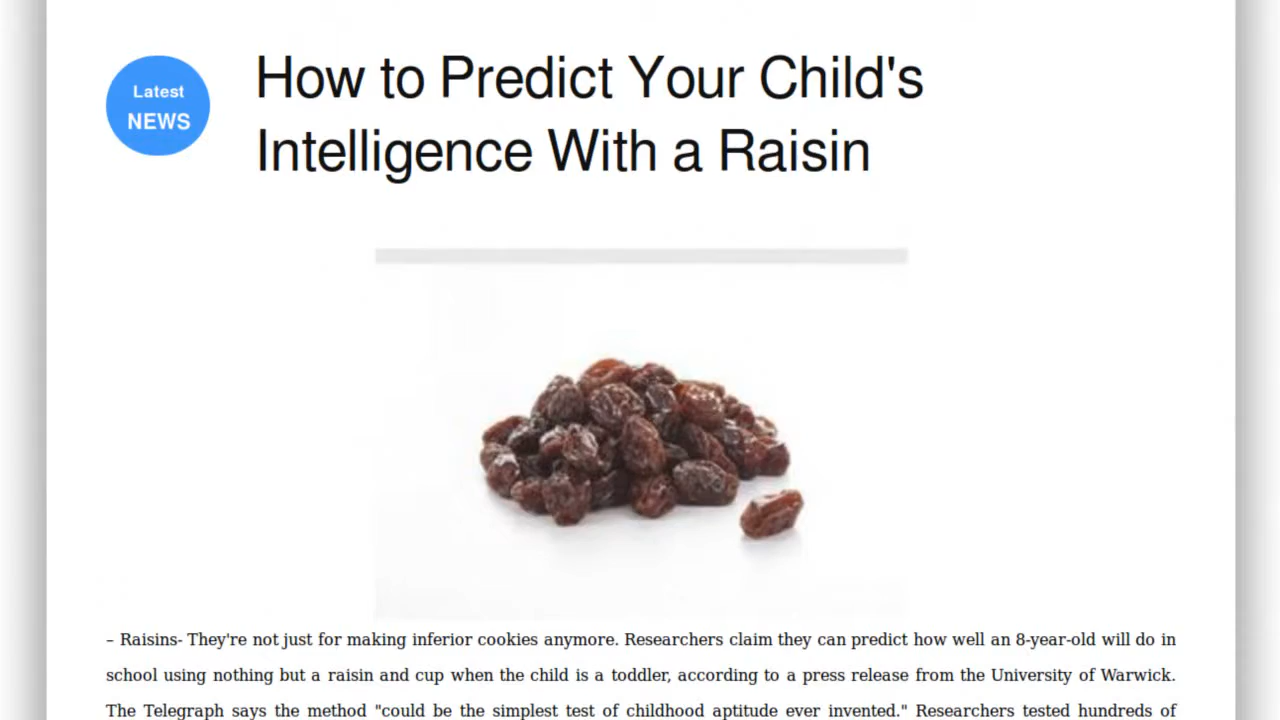 Latest
NEWS
How to Predict Your Child's
Intelligence With a Raisin
– Raisins- They're not just for making inferior cookies anymore. Researchers claim they can predict how well an 8-year-old will do in
school using nothing but a raisin and cup when the child is a toddler, according to a press release from the University of Warwick.
The Telegraph says the method "could be the simplest test of childhood aptitude ever invented." Researchers tested hundreds of